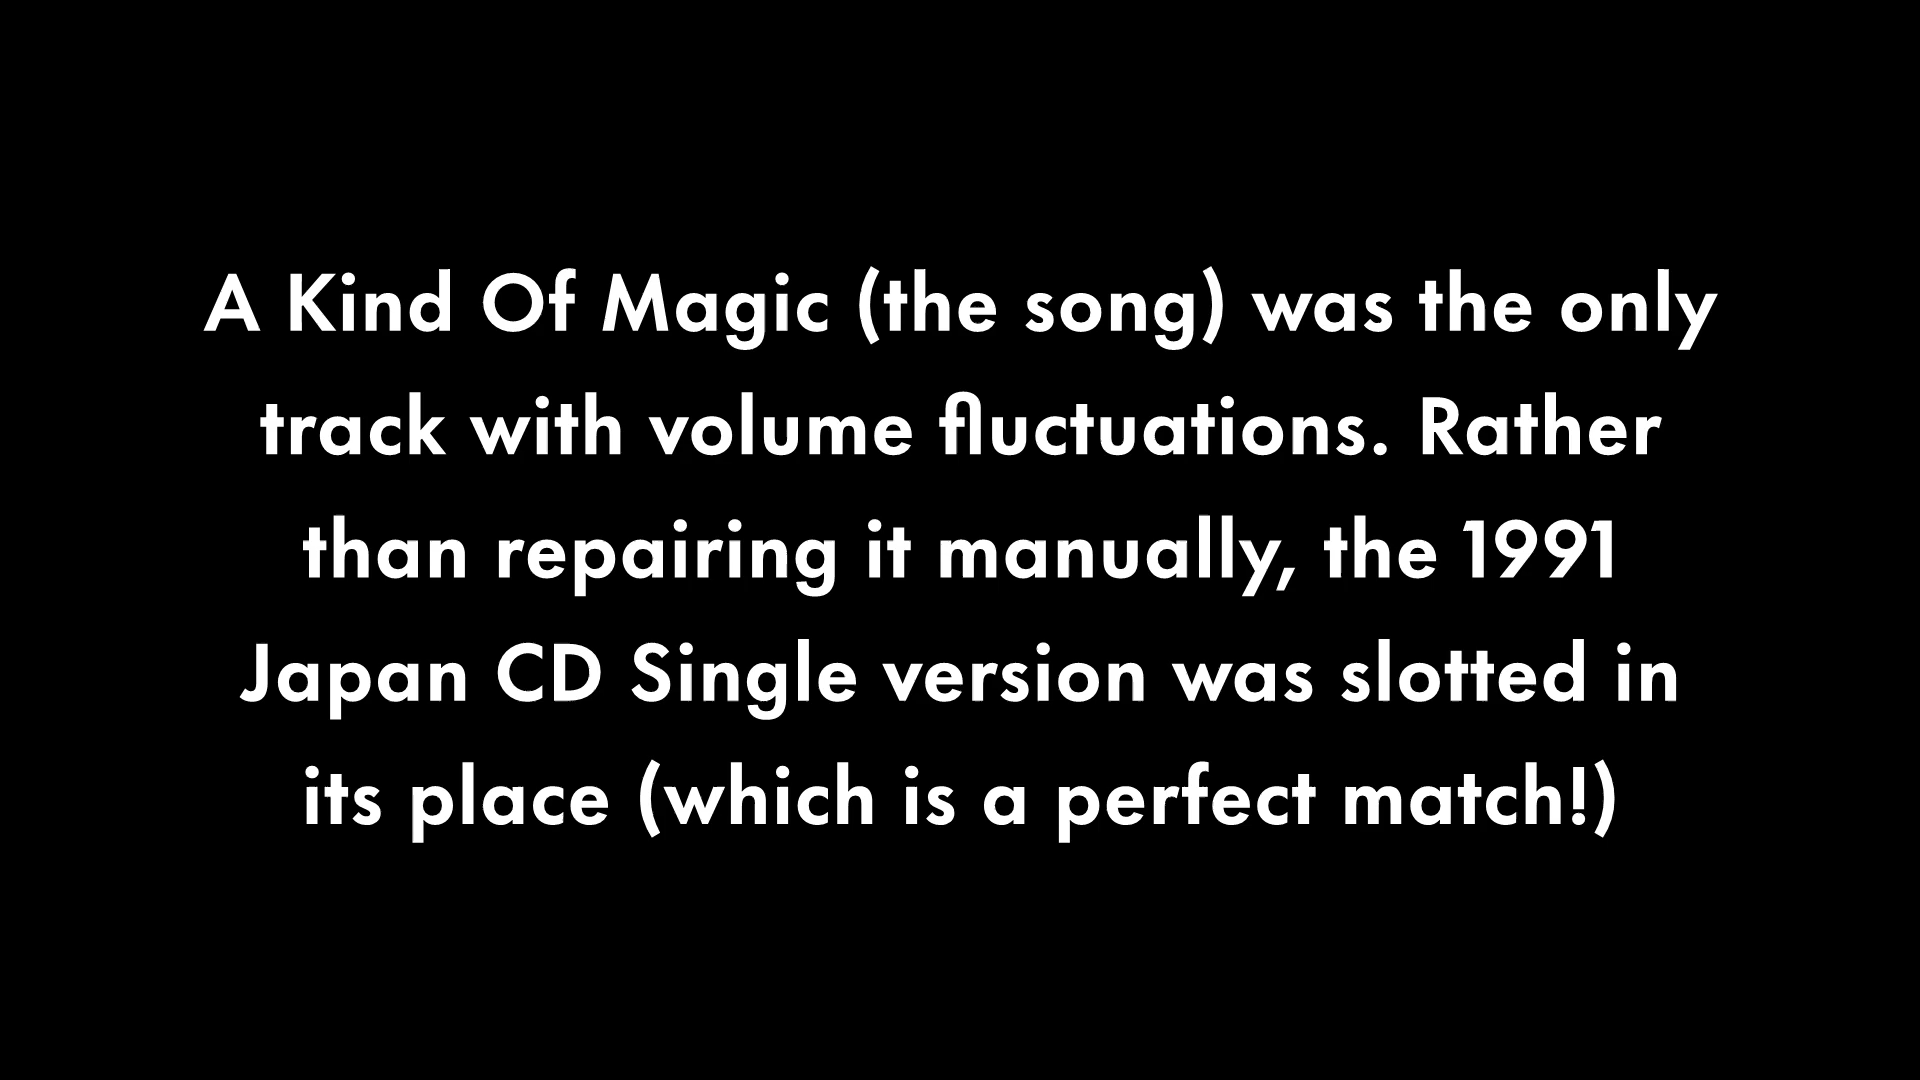 A Kind Of Magic (the song) was the only
track with volume fluctuations. Rather
than repairing it manually, the 1991
Japan CD Single version was slotted in
its place (which is a perfect match!)